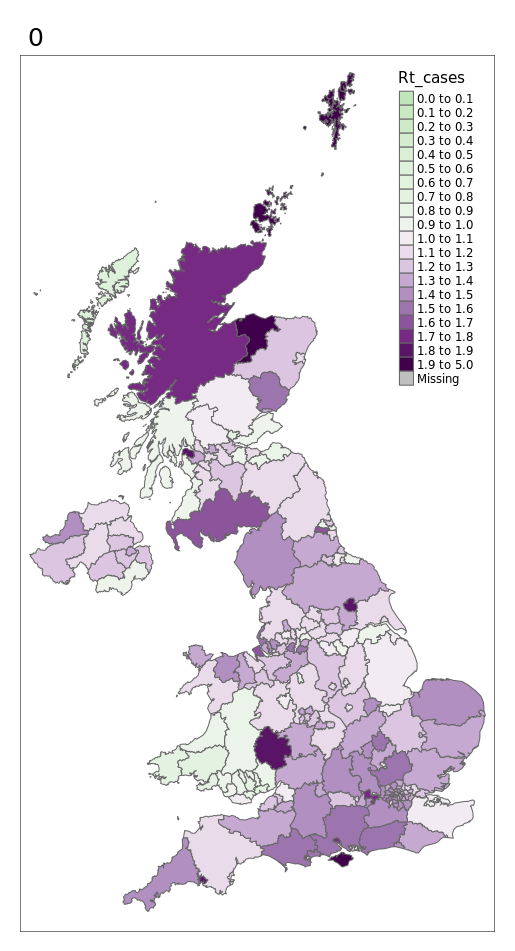 0
Rt_cases
0.0 to 0.1
0.1 to 0.2
0.2 to 0.3
0.3 to 0.4
0.4 to 0.5
0.5 to 0.6
0.6 to 0.7
0.7 to 0.8
0.8 to 0.9
0.9 to 1.0
1.0 to 1.1
1.1 to 1.2
1.2 to 1.3
1.3 to 1.4
1.4 to 1.5
1.5 to 1.6
1.6 to 1.7
1.7 to 1.8
1.8 to 1.9
1.9 to 5.0
Missing